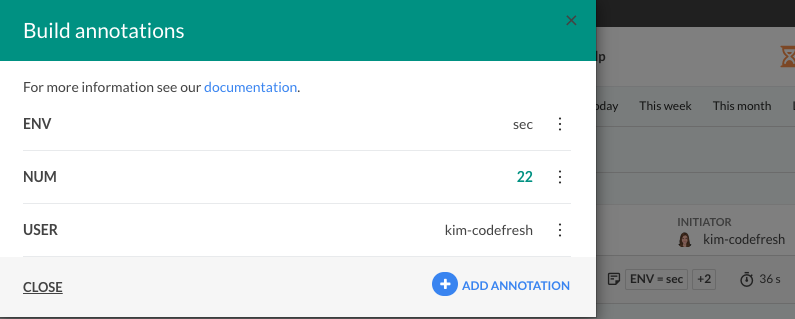 Build annotations
×
For more information see our documentation.
ENV sec
NUM 22
USER kim-codefresh
CLOSE
+ ADD ANNOTATION
lp
oday This week This month
INITIATOR
kim-codefresh
ENV = sec +2 36 s